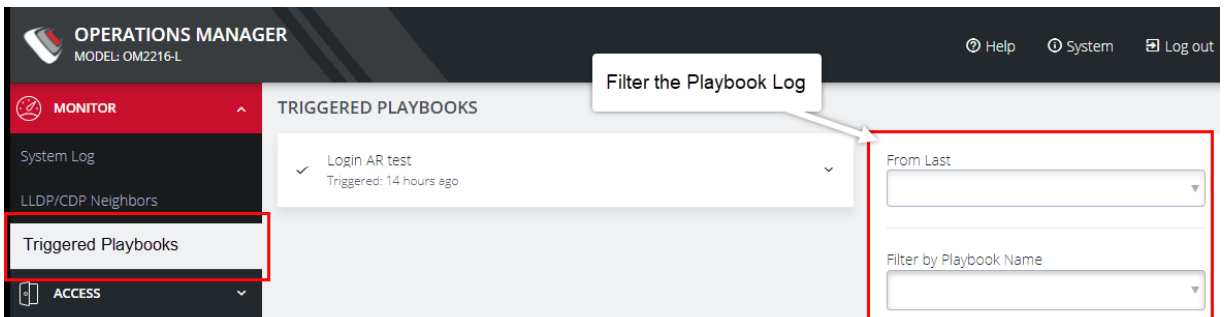 OPERATIONS MANAGER
MODEL: OM2216-L
Help
System
Log out
Filter the Playbook Log
MONITOR
System Log
LLDP/CDP Neighbors
Triggered Playbooks
ACCESS
TRIGGERED PLAYBOOKS
Login AR test
Triggered: 14 hours ago
From Last
Filter by Playbook Name